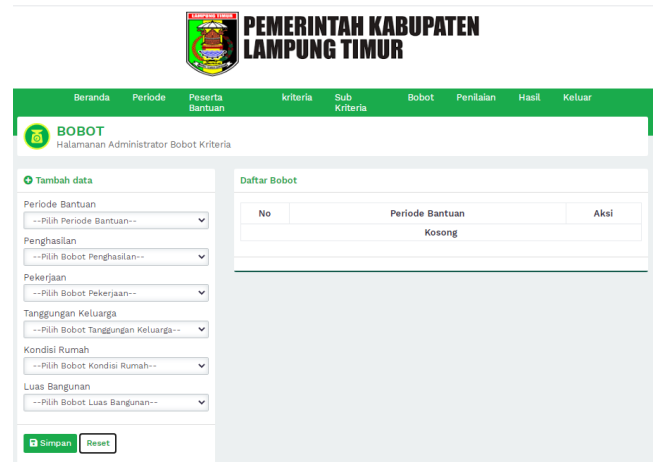 LAMPUNG TIMUR
PEMERINTAH KABUPATEN
LAMPUNG TIMUR
Beranda Periode Peserta Bantuan kriteria Sub Kriteria Bobot Penilaian Hasil Keluar
BOBOT
Halamanan Administrator Bobot Kriteria
Tambah data
Periode Bantuan
--Pilih Periode Bantuan--
Penghasilan
--Pilih Bobot Penghasilan--
Pekerjaan
--Pilih Bobot Pekerjaan--
Tanggungan Keluarga
--Pilih Bobot Tanggungan Keluarga--
Kondisi Rumah
--Pilih Bobot Kondisi Rumah--
Luas Bangunan
--Pilih Bobot Luas Bangunan--
Simpan Reset
Daftar Bobot
No Periode Bantuan Aksi
Kosong